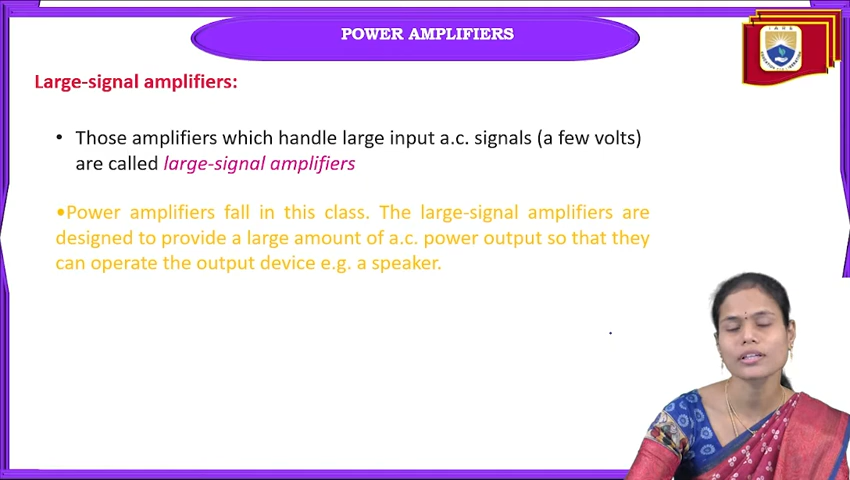 POWER AMPLIFIERS
Large-signal amplifiers:
• Those amplifiers which handle large input a.c. signals (a few volts)
are called large-signal amplifiers
•Power amplifiers fall in this class. The large-signal amplifiers are
designed to provide a large amount of a.c. power output so that they
can operate the output device e.g. a speaker.